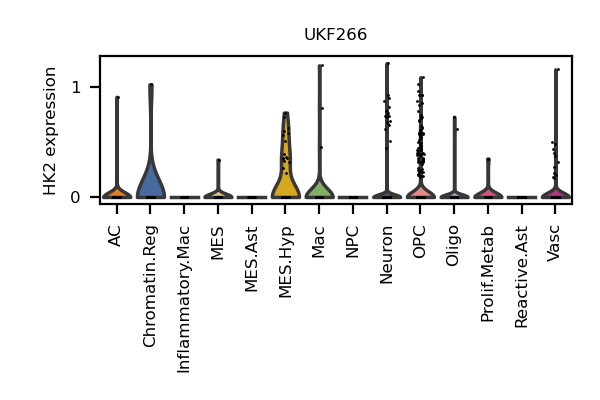 UKF266
HK2 expression
1
0
AC
Chromatin.Reg
Inflammatory.Mac
MES
MES.Ast
MES.Hyp
Mac
NPC
Neuron
OPC
Oligo
Prolif.Metab
Reactive.Ast
Vasc